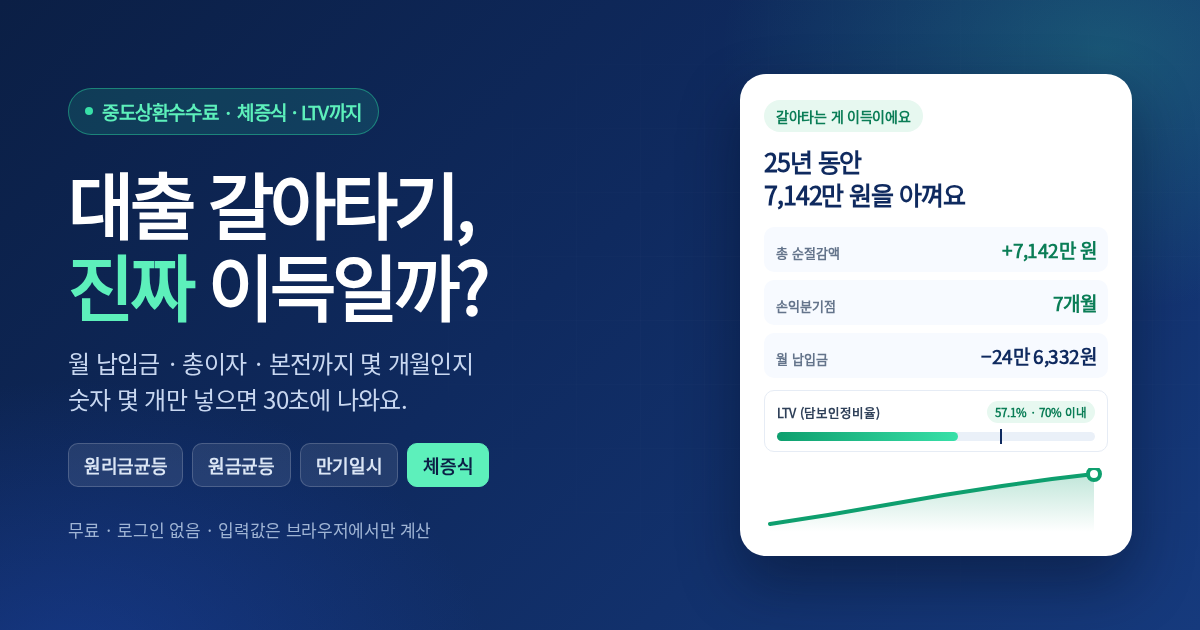 중도상환수수료 · 체증식 · LTV까지
대출 갈아타기,
진짜 이득일까?
월 납입금 · 총이자 · 본전까지 몇 개월인지
숫자 몇 개만 넣으면 30초에 나와요.
원리금균등 원금균등 만기일시 체증식
무료 · 로그인 없음 · 입력값은 브라우저에서만 계산
갈아타는 게 이득이에요
25년 동안
7,142만 원을 아껴요
총 순절감액 +7,142만 원
손익분기점 7개월
월 납입금 −24만 6,332원
LTV (담보인정비율) 57.1% · 70% 이내